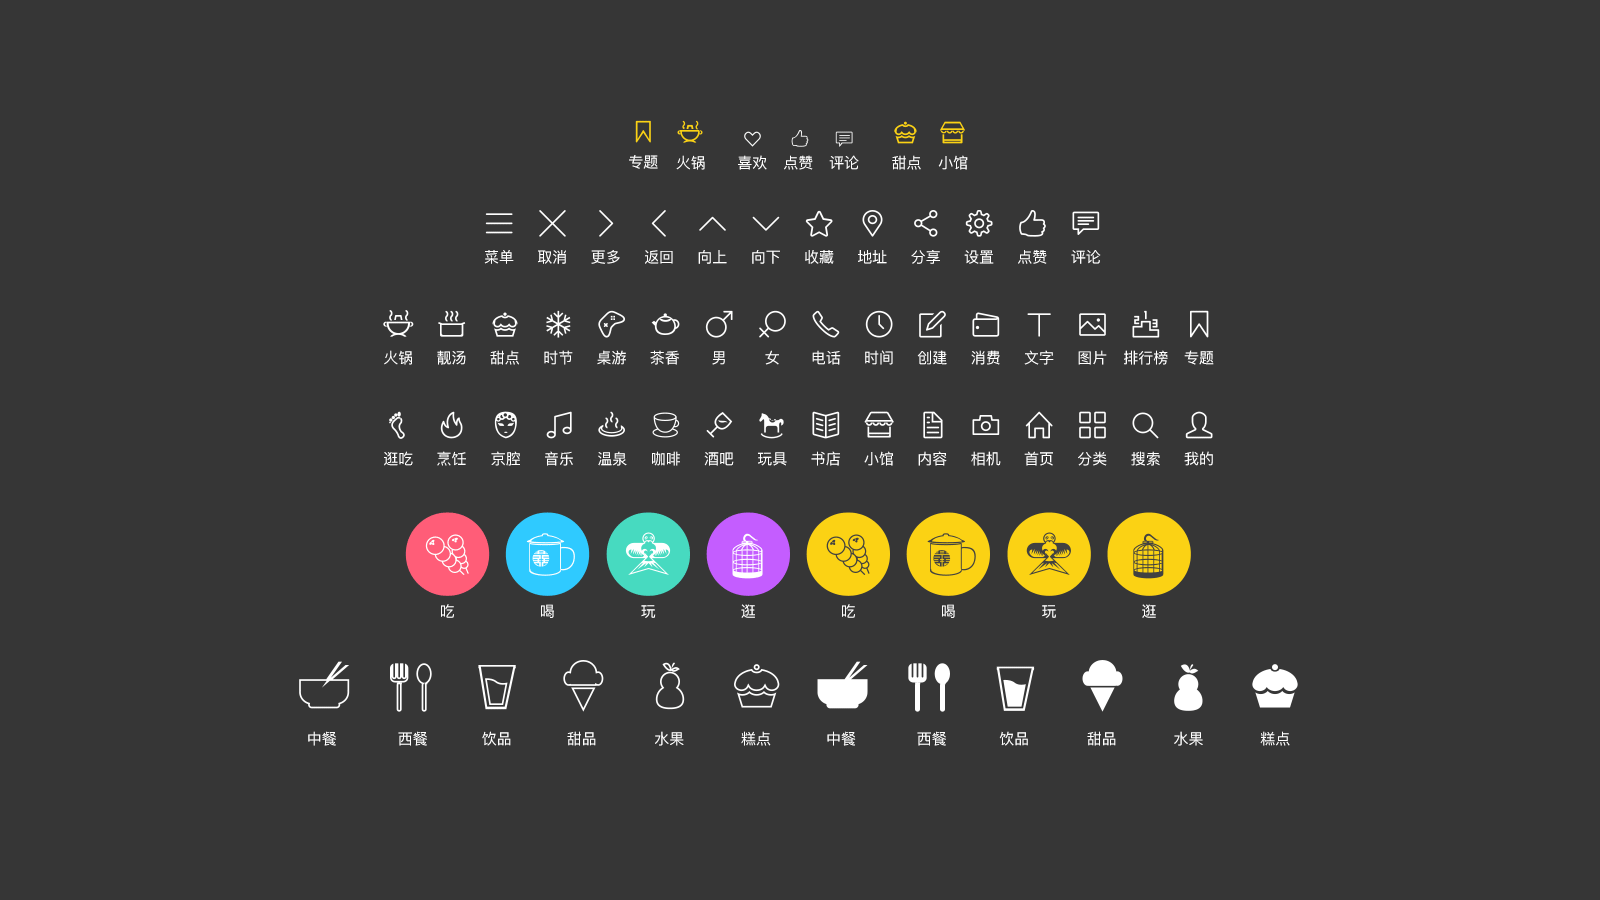 专题 火锅 喜欢 点赞 评论 甜点 小馆
菜单 取消 更多 返回 向上 向下 收藏 地址 分享 设置 点赞 评论
火锅 靓汤 甜点 时节 桌游 茶香 男 女 电话 时间 创建 消费 文字 图片 排行榜 专题
逛吃 烹饪 京腔 音乐 温泉 咖啡 酒吧 玩具 书店 小馆 内容 相机 首页 分类 搜索 我的
吃 喝 玩 逛 吃 喝 玩 逛
中餐 西餐 饮品 甜品 水果 糕点 中餐 西餐 饮品 甜品 水果 糕点